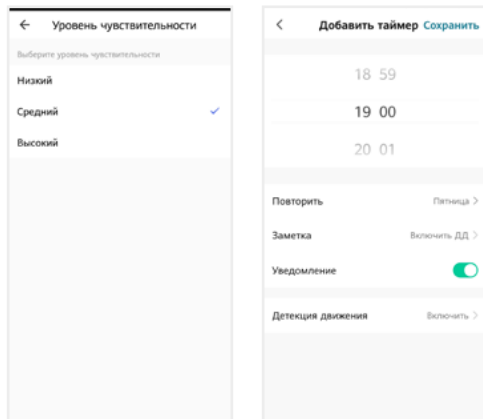 Уровень чувствительности
Выберите уровень чувствительности
Низкий
Средний
Высокий
Добавить таймер Сохранить
18 59
19 00
20 01
Повторить Пятница
Заметка Включить ДД
Уведомление
Детекция движения Включить